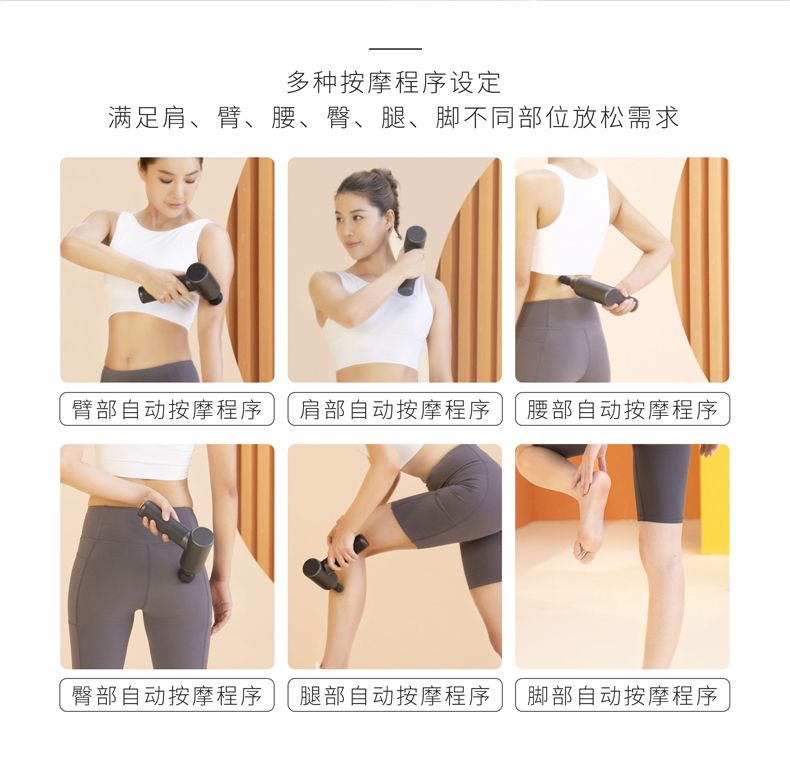 多种按摩程序设定
满足肩、臂、腰、臀、腿、脚不同部位放松需求
臂部自动按摩程序
肩部自动按摩程序
腰部自动按摩程序
臀部自动按摩程序
腿部自动按摩程序
脚部自动按摩程序